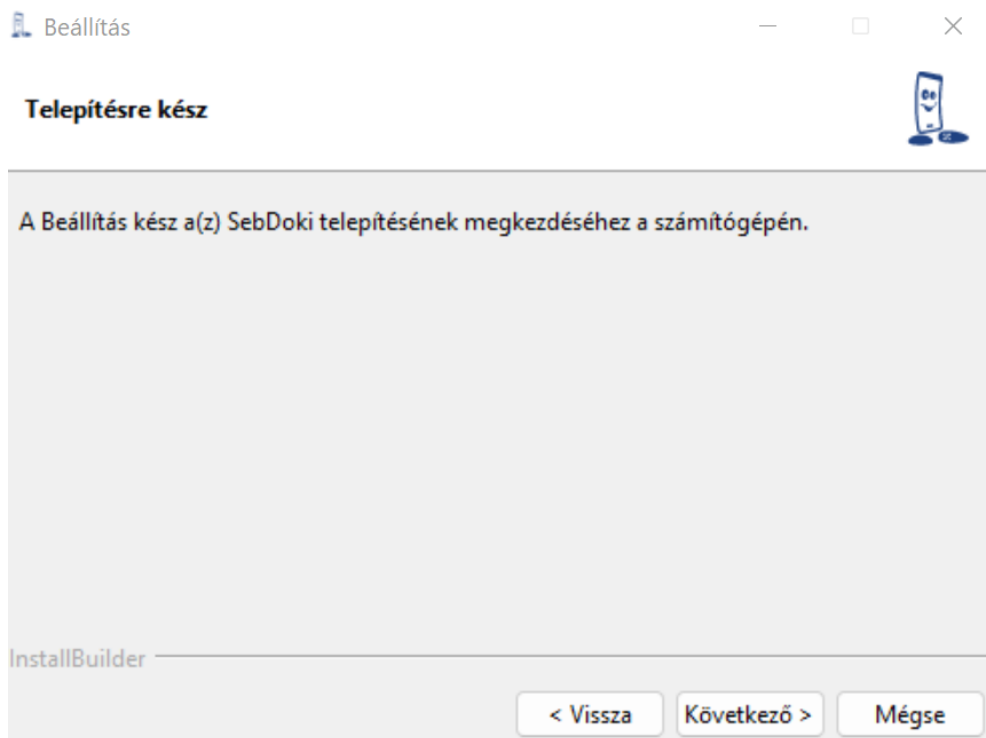 Beállítás
Telepítésre kész
A Beállítás kész a(z) SebDoki telepítésének megkezdéséhez a számítógépén.
InstallBuilder
< Vissza
Következő >
Mégse